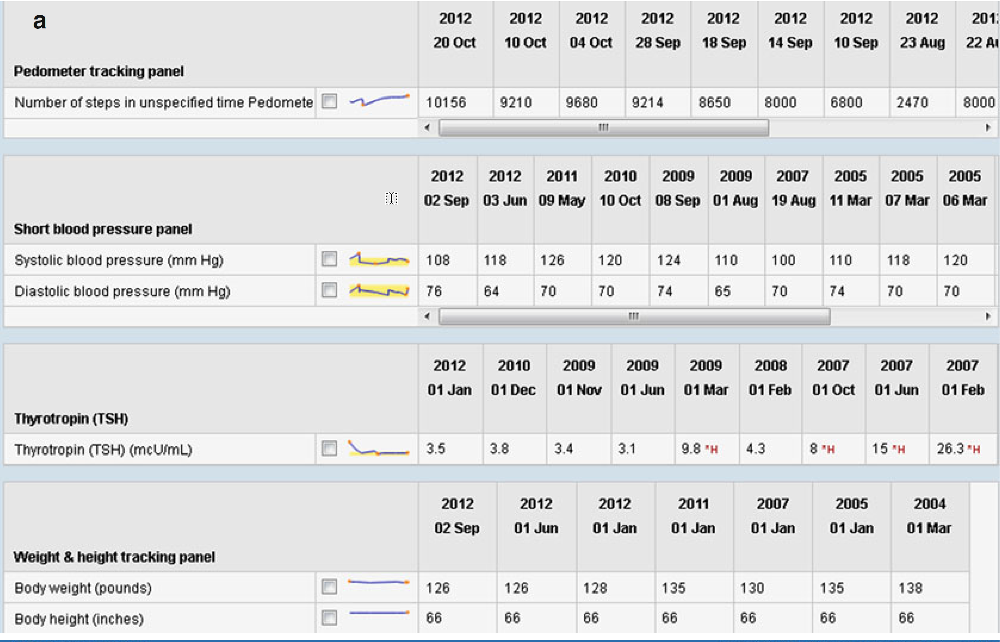 a
2012 2012 2012 2012 2012 2012 2012 2012
20 Oct 10 Oct 04 Oct 28 Sep 18 Sep 14 Sep 10 Sep 23 Aug 22
Pedometer tracking panel
Number of steps in unspecified time Pedomete 10156 9210 9680 9214 8650 8000 6800 2470 8000
2012 2012 2011 2010 2009 2009 2007 2005 2005 2005
02 Sep 03 Jun 09 May 10 Oct 08 Sep 01 Aug 19 Aug 11 Mar 07 Mar 06 Mar
Short blood pressure panel
Systolic blood pressure (mm Hg) 108 118 126 120 124 110 100 110 118 120
Diastolic blood pressure (mm Hg) 76 64 70 70 74 65 70 74 70 70
2012 2010 2009 2009 2009 2008 2007 2007 2007
01 Jan 01 Dec 01 Nov 01 Jun 01 Mar 01 Feb 01 Oct 01 Jun 01 Feb
Thyrotropin (TSH)
Thyrotropin (TSH) (mcU/mL) 3.5 3.8 3.4 3.1 9.8 *H 4.3 8 *H 15 *H 26.3 *H
2012 2012 2012 2011 2007 2005 2004
02 Sep 01 Jun 01 Jan 01 Jan 01 Jan 01 Jan 01 Mar
Weight & height tracking panel
Body weight (pounds) 126 126 128 135 130 135 138
Body height (inches) 66 66 66 66 66 66 66